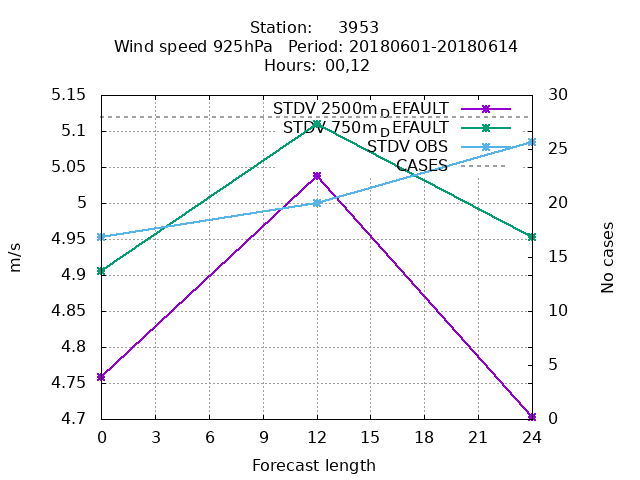 Station: 3953
Wind speed 925hPa Period: 20180601-20180614
Hours: 00,12
STDV 2500m_DEFAULT
STDV 750m_DEFAULT
STDV OBS
CASES
5.15
5.1
5.05
5
4.95
4.9
4.85
4.8
4.75
4.7
30
25
20
15
10
5
0
m/s
No cases
0 3 6 9 12 15 18 21 24
Forecast length